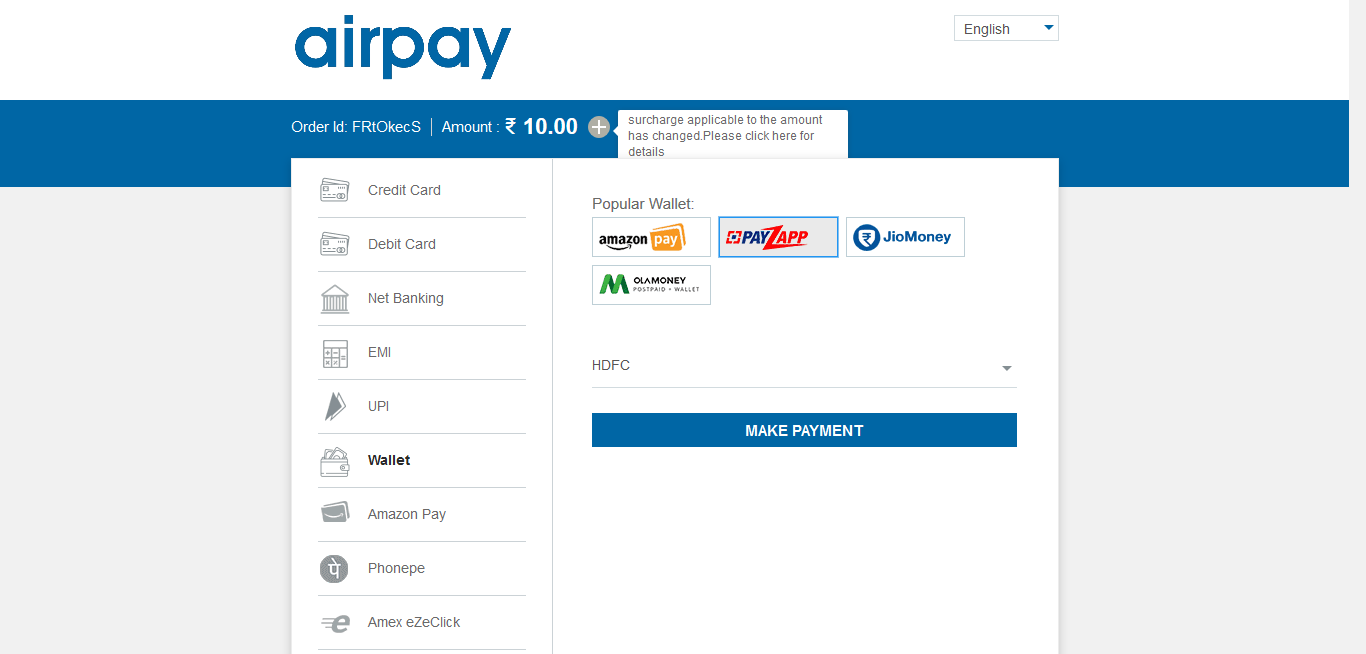 airpay
English
Order Id: FRtOkecS Amount : ₹ 10.00
surcharge applicable to the amount
has changed.Please click here for
details
Credit Card
Debit Card
Net Banking
EMI
UPI
Wallet
Amazon Pay
पे
Phonepe
Amex eZeClick
Popular Wallet:
amazon pay
PAYZAPP
JioMoney
OLAMONEY
POSTPAID + WALLET
HDFC
MAKE PAYMENT